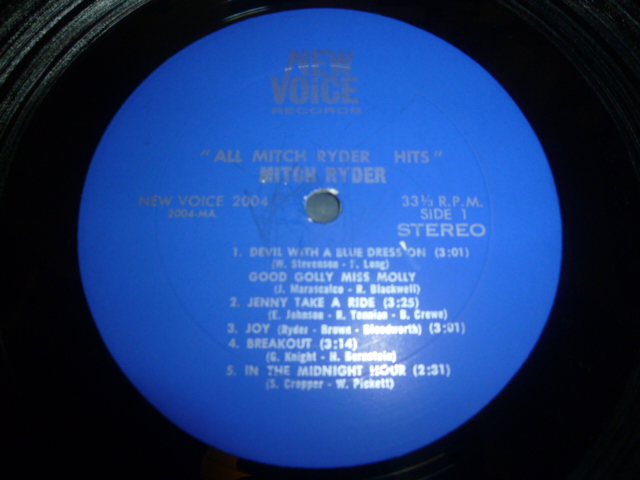 NEW
VOICE
RECORDS
"ALL MITCH RYDER HITS"
MITCH RYDER
NEW VOICE 2004
2004-MA
33⅓ R.P.M.
SIDE 1
STEREO
1. DEVIL WITH A BLUE DRESS ON (3:01)
(W. Stevenson - F. Long)
GOOD GOLLY MISS MOLLY
(J. Marascalco - R. Blackwell)
2. JENNY TAKE A RIDE (3:25)
(E. Johnson - R. Penniman - B. Crewe)
3. JOY (Ryder - Brown - Bloodworth) (3:01)
4. BREAKOUT (3:14)
(G. Knight - H. Bernstein)
5. IN THE MIDNIGHT HOUR (2:31)
(S. Cropper - W. Pickett)